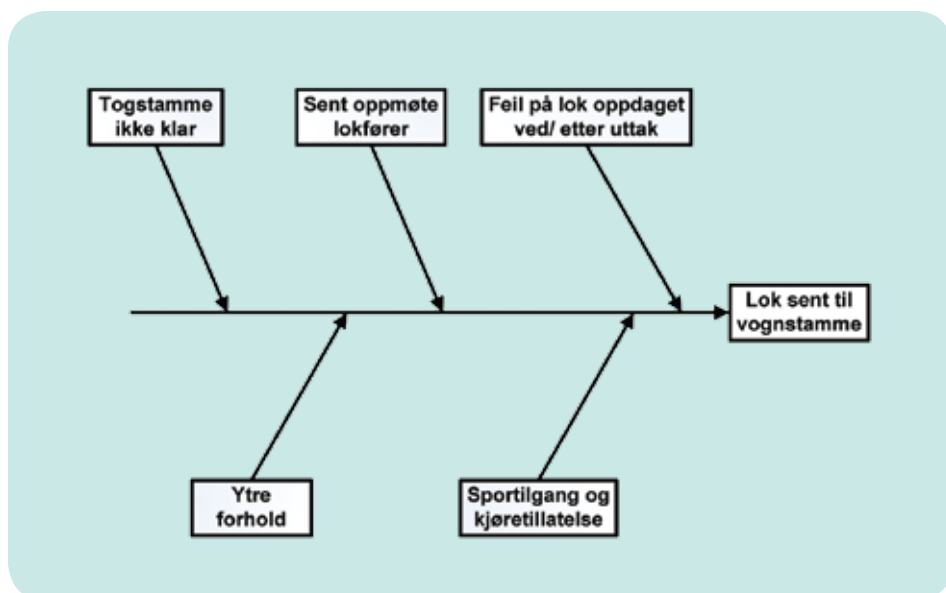 Togstamme
ikke klar
Sent oppmøte
lokfører
Feil på lok oppdaget
ved/ etter uttak
Lok sent til
vognstamme
Ytre
forhold
Sportilgang og
kjøretillatelse